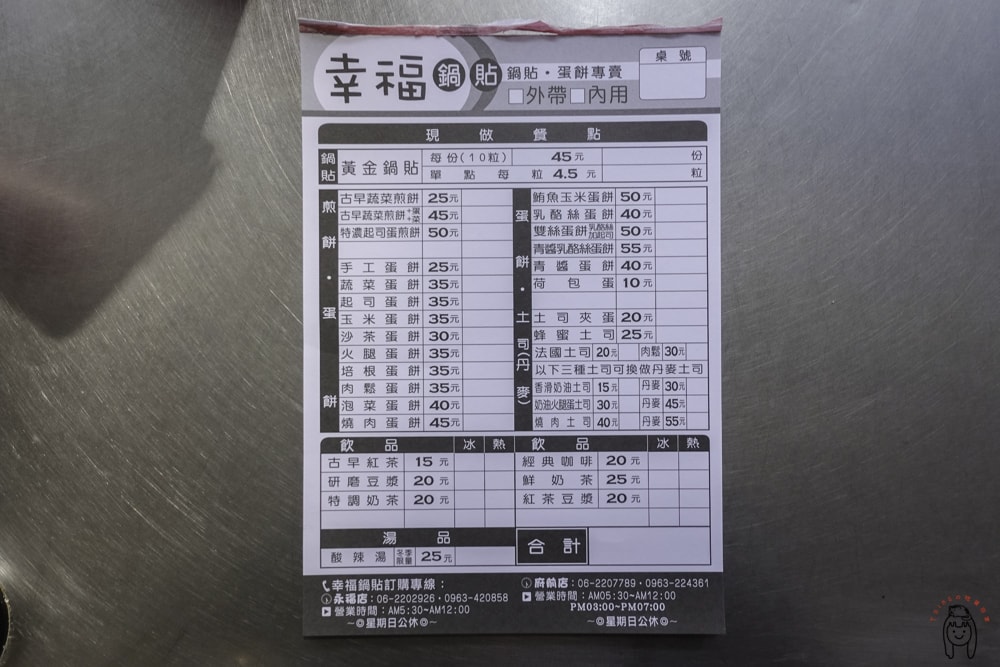 幸福鍋貼 鍋貼・蛋餅專賣
□外帶□內用
桌號
現做餐點
鍋貼 黃金鍋貼 每份(10粒) 45元 份
單點每粒 4.5元 粒
煎餅・蛋餅
古早蔬菜煎餅 25元
古早蔬菜煎餅+蛋+菜 45元
特濃起司蛋煎餅 50元
手工蛋餅 25元
蔬菜蛋餅 35元
起司蛋餅 35元
玉米蛋餅 35元
沙茶蛋餅 30元
火腿蛋餅 35元
培根蛋餅 35元
肉鬆蛋餅 35元
泡菜蛋餅 40元
燒肉蛋餅 45元
蛋餅・土司(丹麥)
鮪魚玉米蛋餅 50元
乳酪絲蛋餅 40元
雙絲蛋餅 乳酪絲加起司 50元
青醬乳酪絲蛋餅 55元
青醬蛋餅 40元
荷包蛋 10元
土司夾蛋 20元
蜂蜜土司 25元
法國土司 20元 肉鬆 30元
以下三種土司可換做丹麥土司
香滑奶油土司 15元 丹麥 30元
奶油火腿蛋土司 30元 丹麥 45元
燒肉土司 40元 丹麥 55元
飲品 冰 熱
古早紅茶 15元
研磨豆漿 20元
特調奶茶 20元
飲品 冰 熱
經典咖啡 20元
鮮奶茶 25元
紅茶豆漿 20元
湯品
酸辣湯 冬季限量 25元
合計
幸福鍋貼訂購專線：
永福店：06-2202926・0963-420858
營業時間：AM5:30~AM12:00
~◎星期日公休◎~
府前店：06-2207789・0963-224361
營業時間：AM05:30~AM12:00
PM03:00~PM07:00
~◎星期日公休◎~